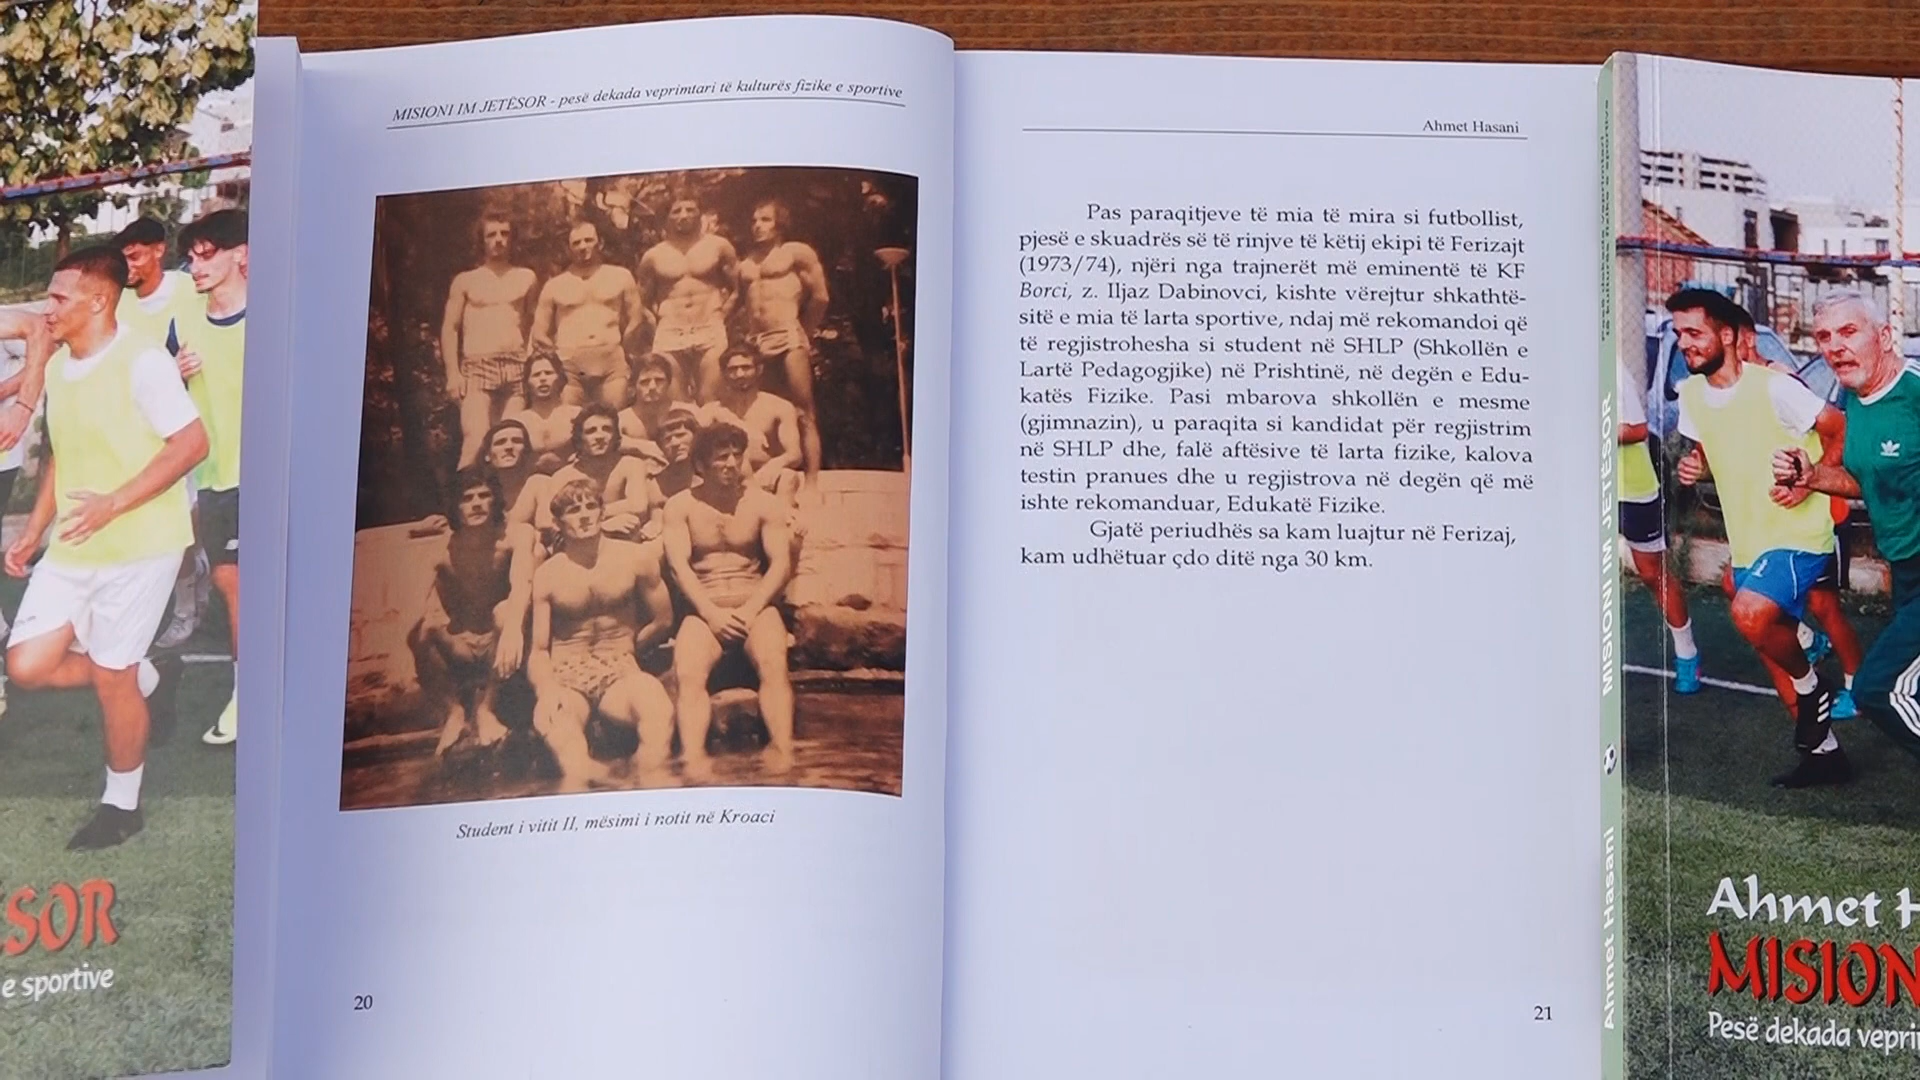 SOR
e sportive
MISIONI IM JETËSOR - pesë dekada veprimtari të kulturës fizike e sportive
Student i vitit II, mësimi i notit në Kroaci
20
Ahmet Hasani
Pas paraqitjeve të mia të mira si futbollist,
pjesë e skuadrës së të rinjve të këtij ekipi të Ferizajt
(1973/74), njëri nga trajnerët më eminentë të KF
Borci, z. Iljaz Dabinovci, kishte vërejtur shkathtë-
sitë e mia të larta sportive, ndaj më rekomandoi që
të regjistrohesha si student në SHLP (Shkollën e
Lartë Pedagogjike) në Prishtinë, në degën e Edu-
katës Fizike. Pasi mbarova shkollën e mesme
(gjimnazin), u paraqita si kandidat për regjistrim
në SHLP dhe, falë aftësive të larta fizike, kalova
testin pranues dhe u regjistrova në degën që më
ishte rekomanduar, Edukatë Fizike.
Gjatë periudhës sa kam luajtur në Ferizaj,
kam udhëtuar çdo ditë nga 30 km.
21
Ahmet Hasani
MISIONI IM JETËSOR
Pesë dekada veprimtari
të kulturës fizike e sportive
Ahmet H
MISION
Pesë dekada vepri